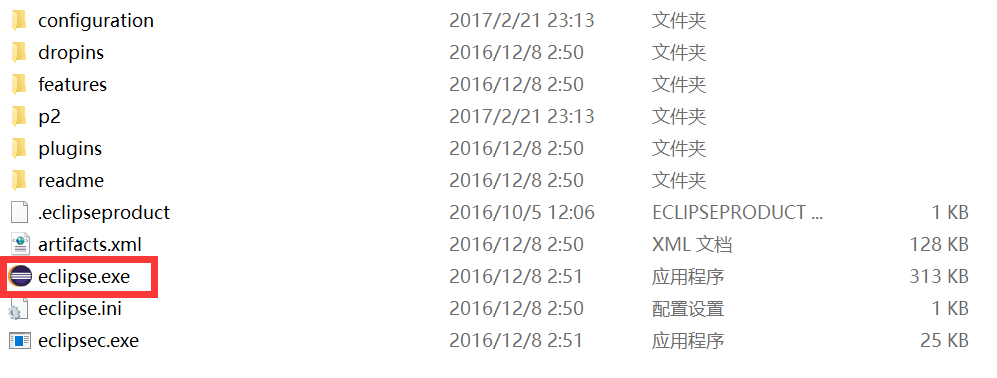 configuration 2017/2/21 23:13 文件夹
dropins 2016/12/8 2:50 文件夹
features 2016/12/8 2:50 文件夹
p2 2017/2/21 23:13 文件夹
plugins 2016/12/8 2:50 文件夹
readme 2016/12/8 2:50 文件夹
.eclipseproduct 2016/10/5 12:06 ECLIPSEPRODUCT ... 1 KB
artifacts.xml 2016/12/8 2:50 XML 文档 128 KB
eclipse.exe 2016/12/8 2:51 应用程序 313 KB
eclipse.ini 2016/12/8 2:50 配置设置 1 KB
eclipsec.exe 2016/12/8 2:51 应用程序 25 KB